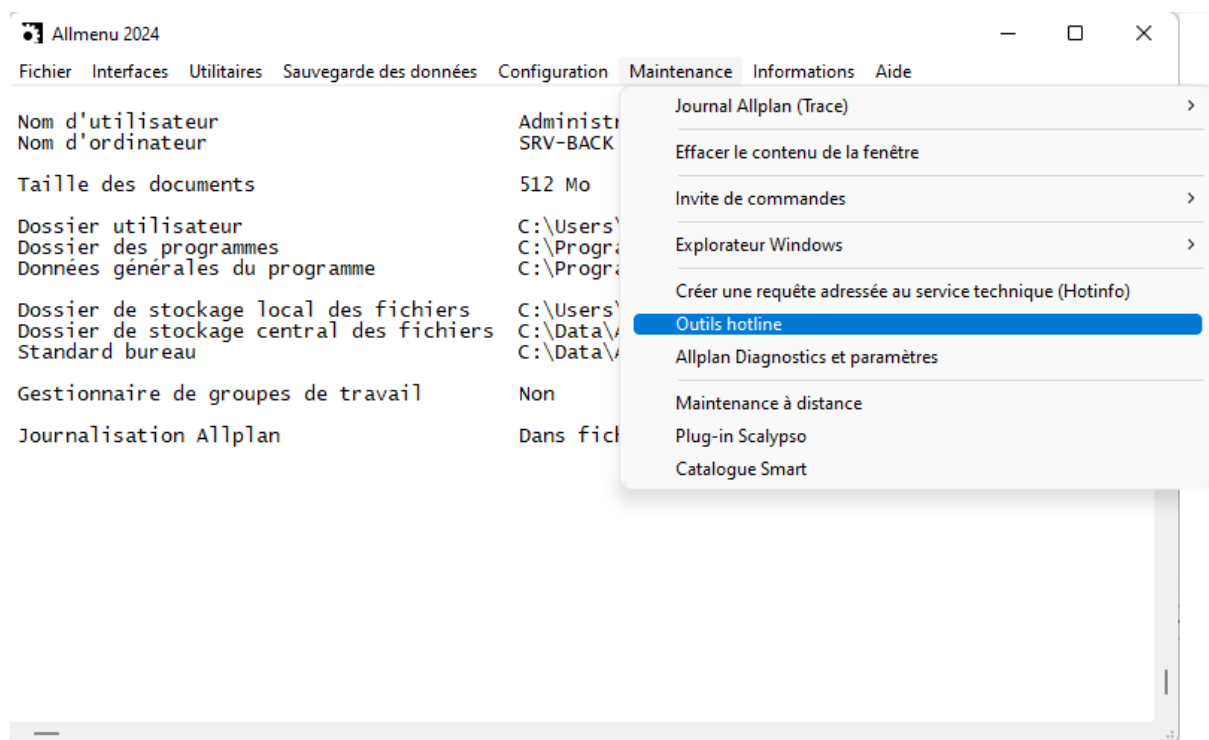 Allmenu 2024
Fichier Interfaces Utilitaires Sauvegarde des données Configuration Maintenance Informations Aide
Nom d'utilisateur Administr
Nom d'ordinateur SRV-BACK
Taille des documents 512 Mo
Dossier utilisateur C:\Users\
Dossier des programmes C:\Progra
Données générales du programme C:\Progra
Dossier de stockage local des fichiers C:\Users\
Dossier de stockage central des fichiers C:\Data\A
Standard bureau C:\Data\A
Gestionnaire de groupes de travail Non
Journalisation Allplan Dans fich
Journal Allplan (Trace)
Effacer le contenu de la fenêtre
Invite de commandes
Explorateur Windows
Créer une requête adressée au service technique (Hotinfo)
Outils hotline
Allplan Diagnostics et paramètres
Maintenance à distance
Plug-in Scalypso
Catalogue Smart